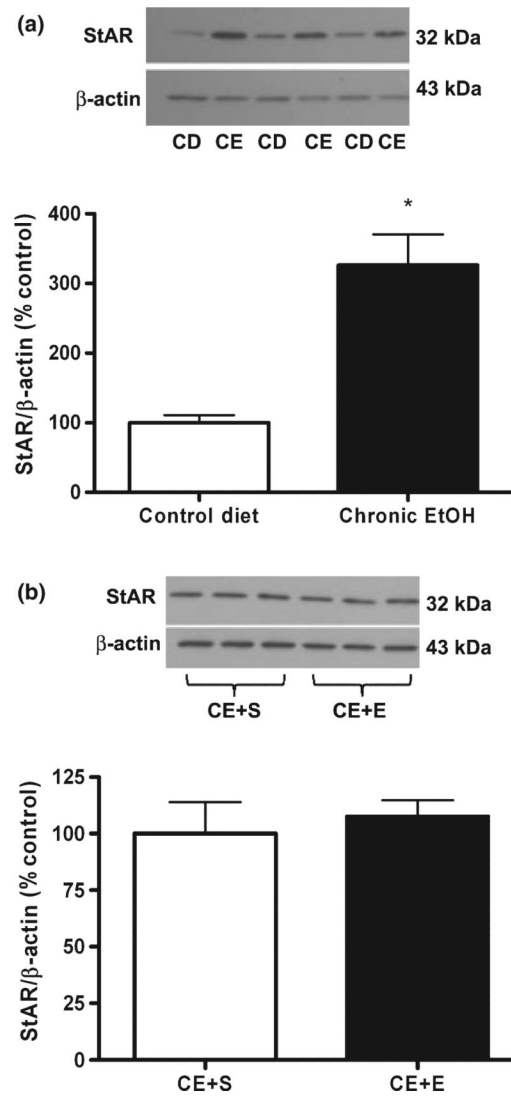 (a)
StAR 32 kDa
β-actin 43 kDa
CD CE CD CE CD CE
*
StAR/β-actin (% control)
400
300
200
100
0
Control diet Chronic EtOH
(b)
StAR 32 kDa
β-actin 43 kDa
CE+S CE+E
StAR/β-actin (% control)
125
100
75
50
25
0
CE+S CE+E